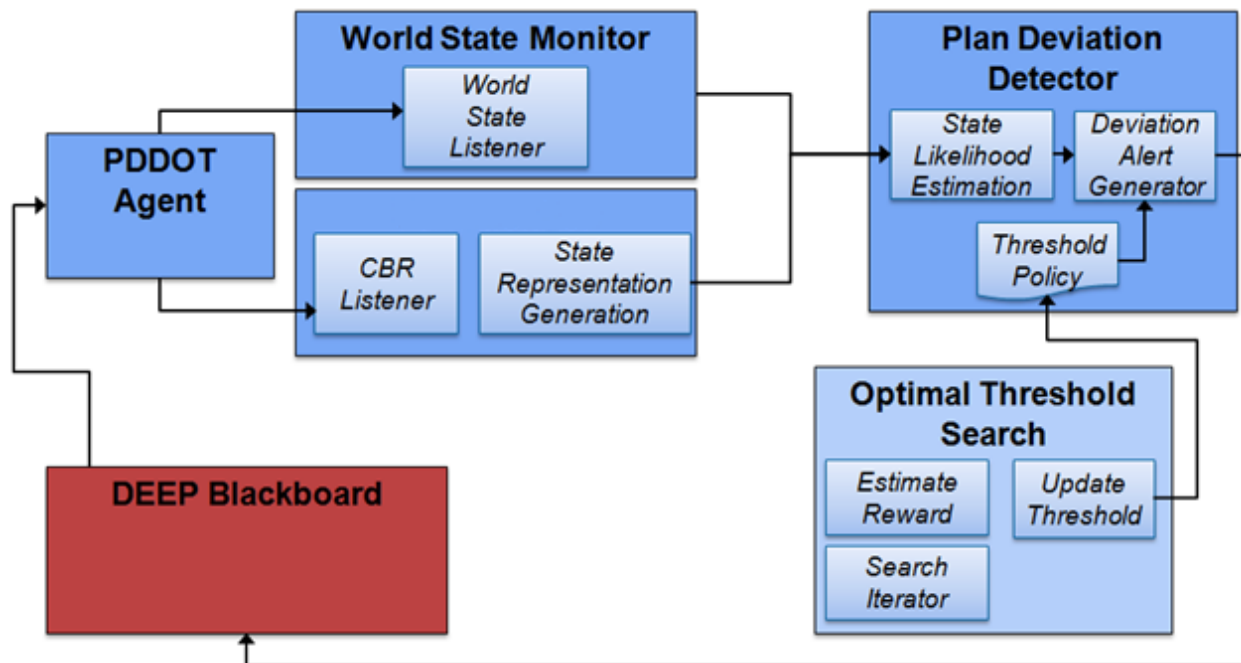 World State Monitor
World
State
Listener
PDDOT
Agent
CBR
Listener
State
Representation
Generation
Plan Deviation
Detector
State
Likelihood
Estimation
Deviation
Alert
Generator
Threshold
Policy
Optimal Threshold
Search
Estimate
Reward
Update
Threshold
Search
Iterator
DEEP Blackboard